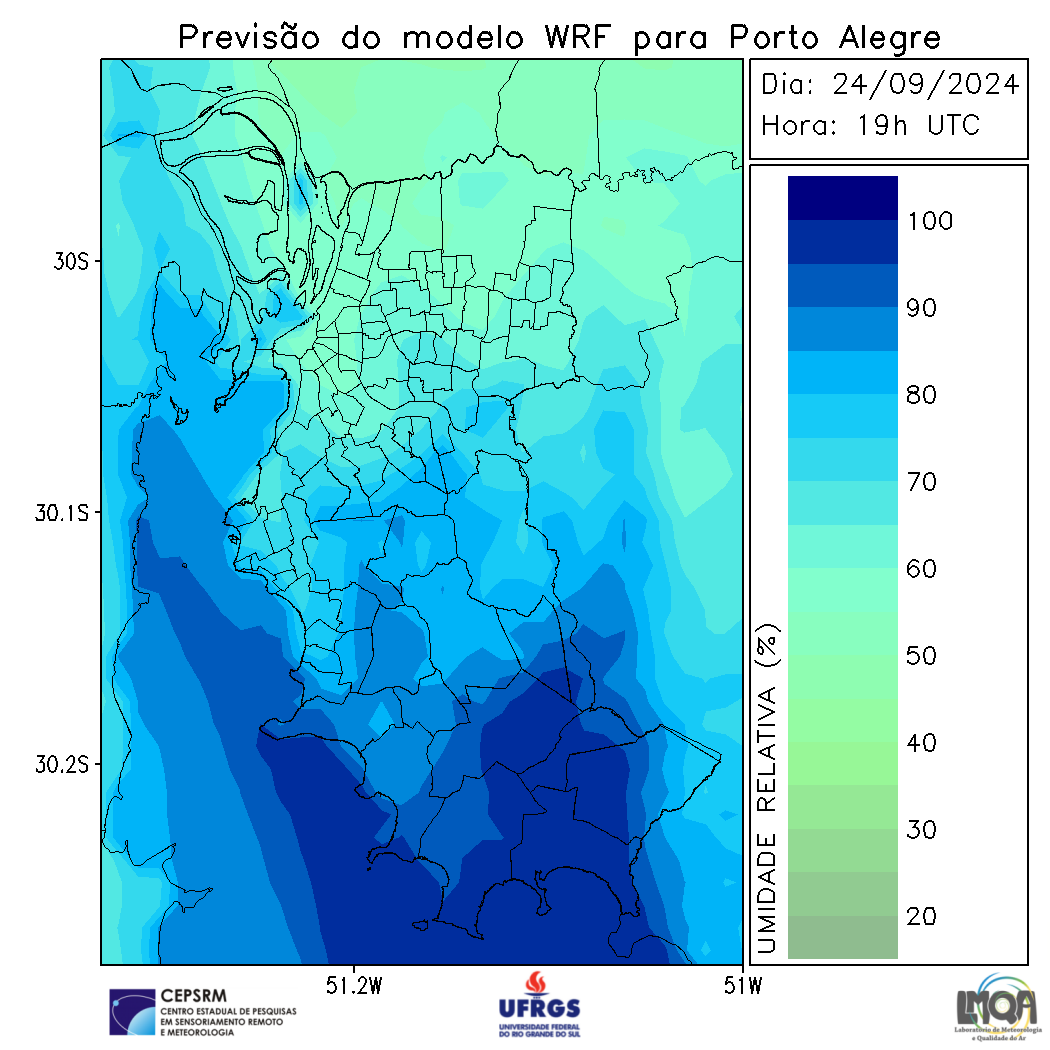 Previsão do modelo WRF para Porto Alegre
Dia: 24/09/2024
Hora: 19h UTC
30S
30.1S
30.2S
51.2W
51W
UMIDADE RELATIVA (%)
100
90
80
70
60
50
40
30
20
CEPSRM
CENTRO ESTADUAL DE PESQUISAS
EM SENSORIAMENTO REMOTO
E METEOROLOGIA
UFRGS
UNIVERSIDADE FEDERAL
DO RIO GRANDE DO SUL
LMQA
Laboratório de Meteorologia
e Qualidade do Ar